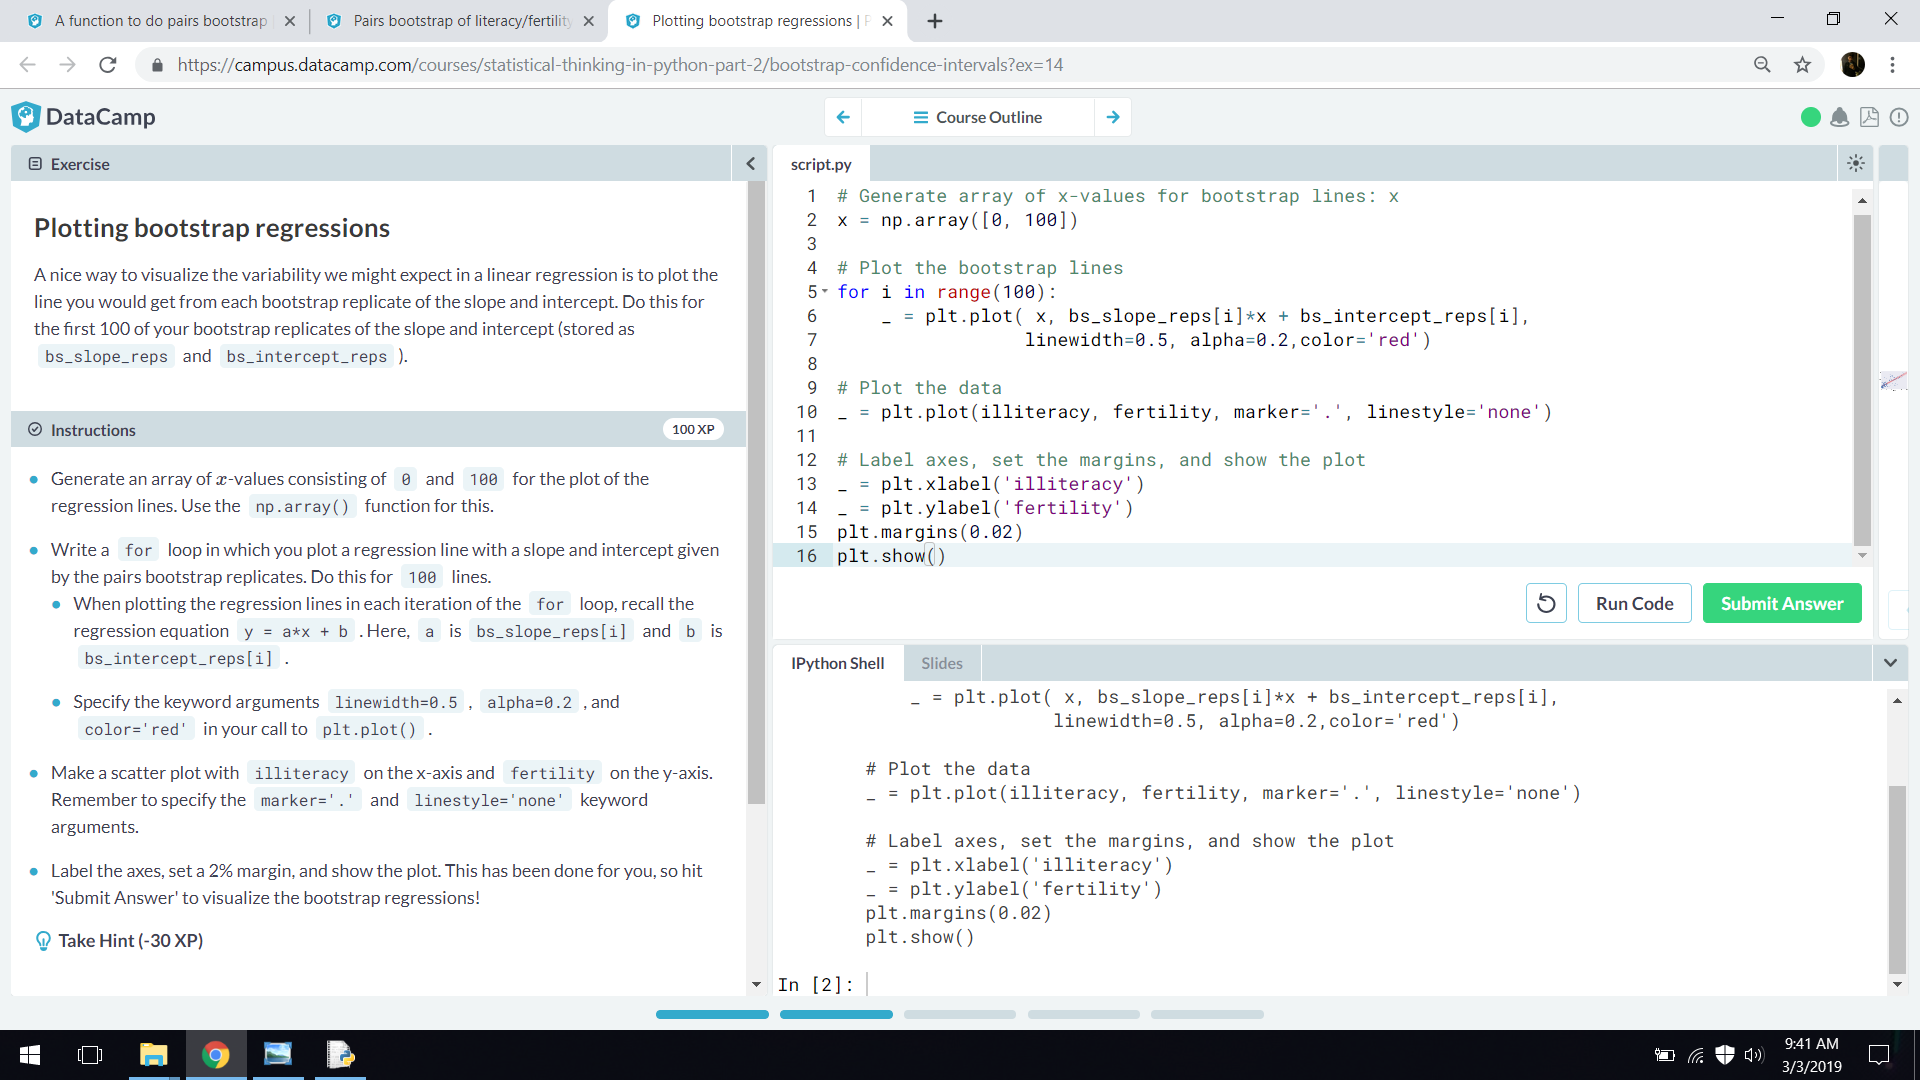 A function to do pairs bootstrap
Pairs bootstrap of literacy/fertility
Plotting bootstrap regressions | P
https://campus.datacamp.com/courses/statistical-thinking-in-python-part-2/bootstrap-confidence-intervals?ex=14
DataCamp
Course Outline
Exercise
Plotting bootstrap regressions
A nice way to visualize the variability we might expect in a linear regression is to plot the
line you would get from each bootstrap replicate of the slope and intercept. Do this for
the first 100 of your bootstrap replicates of the slope and intercept (stored as
bs_slope_reps and bs_intercept_reps ).
Instructions
100 XP
Generate an array of x-values consisting of 0 and 100 for the plot of the
regression lines. Use the np.array() function for this.
Write a for loop in which you plot a regression line with a slope and intercept given
by the pairs bootstrap replicates. Do this for 100 lines.
When plotting the regression lines in each iteration of the for loop, recall the
regression equation y = a*x + b . Here, a is bs_slope_reps[i] and b is
bs_intercept_reps[i] .
Specify the keyword arguments linewidth=0.5 , alpha=0.2 , and
color='red' in your call to plt.plot() .
Make a scatter plot with illiteracy on the x-axis and fertility on the y-axis.
Remember to specify the marker='.' and linestyle='none' keyword
arguments.
Label the axes, set a 2% margin, and show the plot. This has been done for you, so hit
'Submit Answer' to visualize the bootstrap regressions!
Take Hint (-30 XP)
script.py
1 # Generate array of x-values for bootstrap lines: x
2 x = np.array([0, 100])
3
4 # Plot the bootstrap lines
5 for i in range(100):
6     _ = plt.plot( x, bs_slope_reps[i]*x + bs_intercept_reps[i],
7                  linewidth=0.5, alpha=0.2,color='red')
8
9 # Plot the data
10 _ = plt.plot(illiteracy, fertility, marker='.', linestyle='none')
11
12 # Label axes, set the margins, and show the plot
13 _ = plt.xlabel('illiteracy')
14 _ = plt.ylabel('fertility')
15 plt.margins(0.02)
16 plt.show()
Run Code
Submit Answer
IPython Shell
Slides
_ = plt.plot( x, bs_slope_reps[i]*x + bs_intercept_reps[i],
linewidth=0.5, alpha=0.2,color='red')
# Plot the data
_ = plt.plot(illiteracy, fertility, marker='.', linestyle='none')
# Label axes, set the margins, and show the plot
_ = plt.xlabel('illiteracy')
_ = plt.ylabel('fertility')
plt.margins(0.02)
plt.show()
In [2]:
9:41 AM
3/3/2019